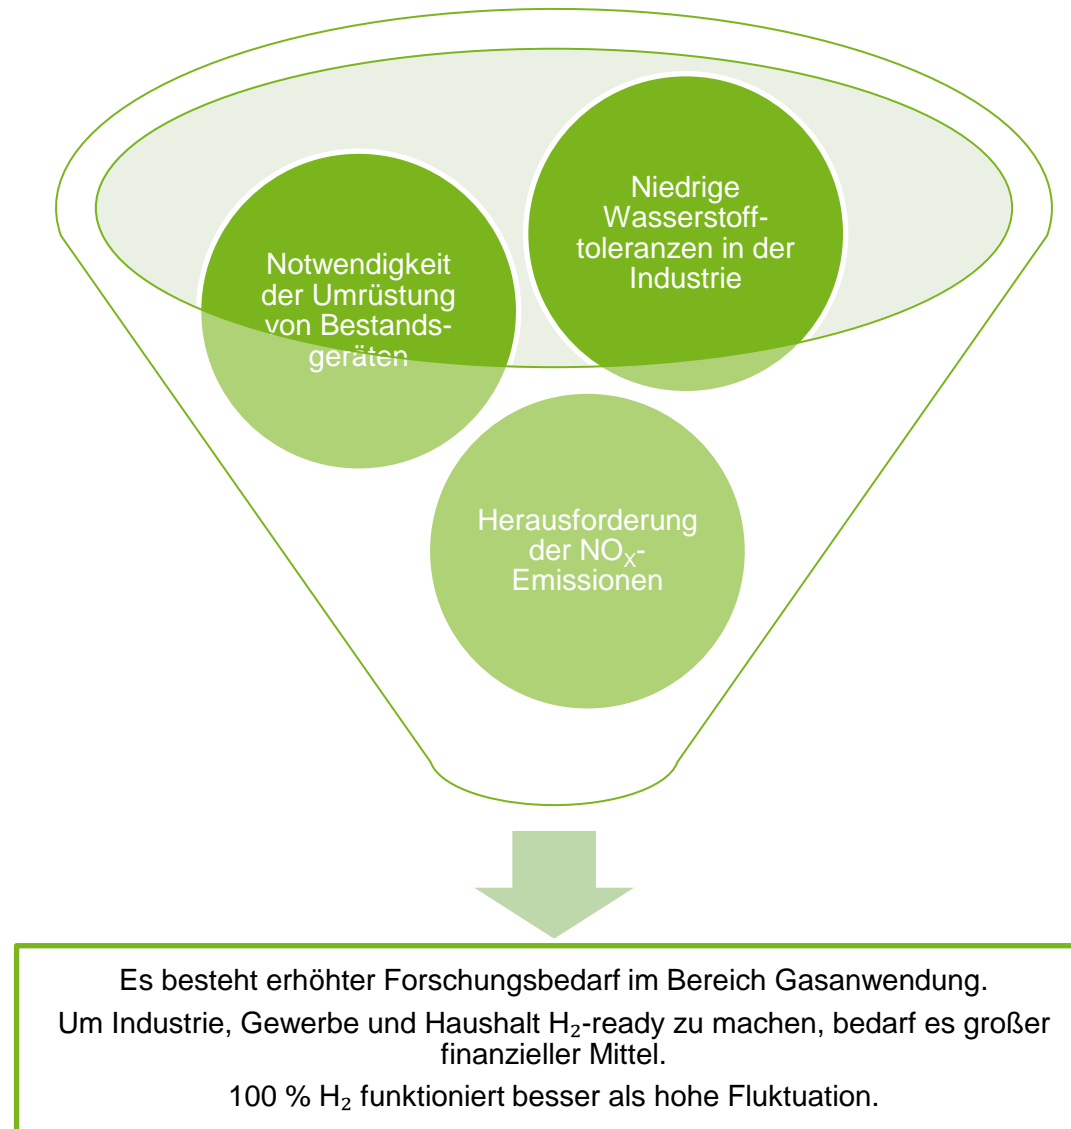 Niedrige
Wasserstoff-
toleranzen in der
Industrie
Notwendigkeit
der Umrüstung
von Bestands-
geräten
Herausforderung
der NOₓ-
Emissionen
Es besteht erhöhter Forschungsbedarf im Bereich Gasanwendung.
Um Industrie, Gewerbe und Haushalt H₂-ready zu machen, bedarf es großer
finanzieller Mittel.
100 % H₂ funktioniert besser als hohe Fluktuation.